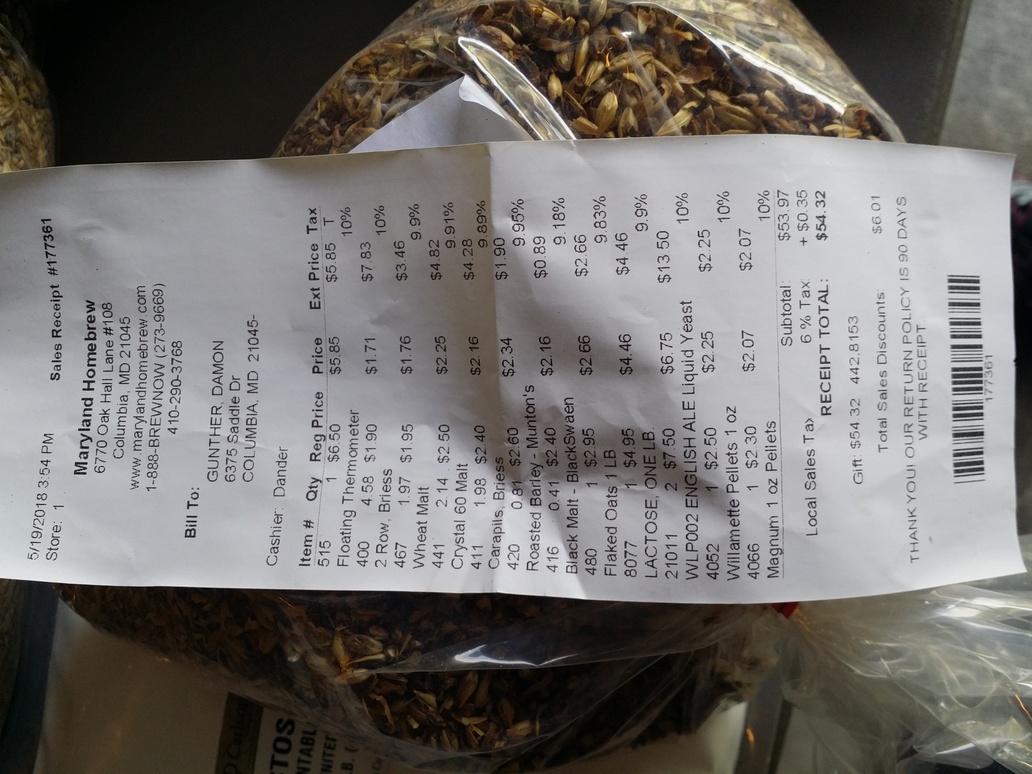 5/19/2018 3:54 PM Sales Receipt #177361
Store: 1
Maryland Homebrew
6770 Oak Hall Lane #108
Columbia, MD 21045
www.marylandhomebrew.com
1-888-BREWNOW (273-9669)
410-290-3768
Bill To:
GUNTHER, DAMON
6375 Saddle Dr
COLUMBIA, MD 21045-
Cashier: Dander
Item # Qty Reg Price Price Ext Price Tax
515 1 $6.50 $5.85 $5.85 T
Floating Thermometer 10%
400 4.58 $1.90 $1.71 $7.83
2 Row, Briess 10%
467 1.97 $1.95 $1.76 $3.46
Wheat Malt 9.9%
441 2.14 $2.50 $2.25 $4.82
Crystal 60 Malt 9.91%
411 1.98 $2.40 $2.16 $4.28
Carapils, Briess 9.89%
420 0.81 $2.60 $2.34 $1.90
Roasted Barley - Munton's 9.95%
416 0.41 $2.40 $2.16 $0.89
Black Malt - BlackSwaen 9.18%
480 1 $2.95 $2.66 $2.66
Flaked Oats 1 LB 9.83%
8077 1 $4.95 $4.46 $4.46
LACTOSE, ONE LB. 9.9%
21011 2 $7.50 $6.75 $13.50
WLP002 ENGLISH ALE Liquid Yeast 10%
4052 1 $2.50 $2.25 $2.25
Willamette Pellets 1 oz 10%
4066 1 $2.30 $2.07 $2.07
Magnum 1 oz Pellets 10%
Subtotal: $53.97
Local Sales Tax 6 % Tax: + $0.35
RECEIPT TOTAL: $54.32
Gift: $54.32 442.8153
Total Sales Discounts: $6.01
THANK YOU! OUR RETURN POLICY IS 90 DAYS
WITH RECEIPT
177361